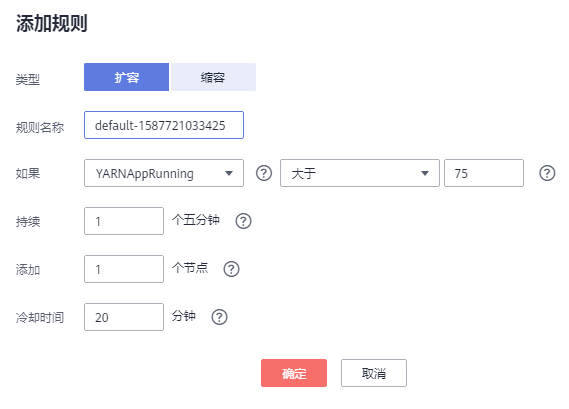 添加规则
类型 扩容 缩容
规则名称 default-1587721033425
如果 YARNAppRunning ? 大于 75 ?
持续 1 个五分钟 ?
添加 1 个节点 ?
冷却时间 20 分钟 ?
确定 取消